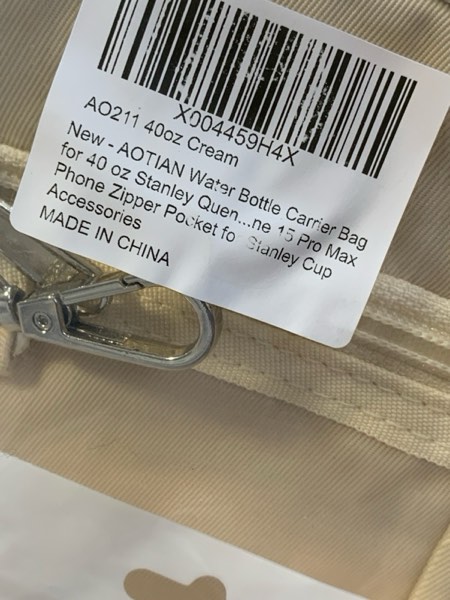 X004459H4X
AO211 40oz Cream
New - AOTIAN Water Bottle Carrier Bag
for 40 oz Stanley Quen...ne 15 Pro Max
Phone Zipper Pocket fo Stanley Cup
Accessories
MADE IN CHINA